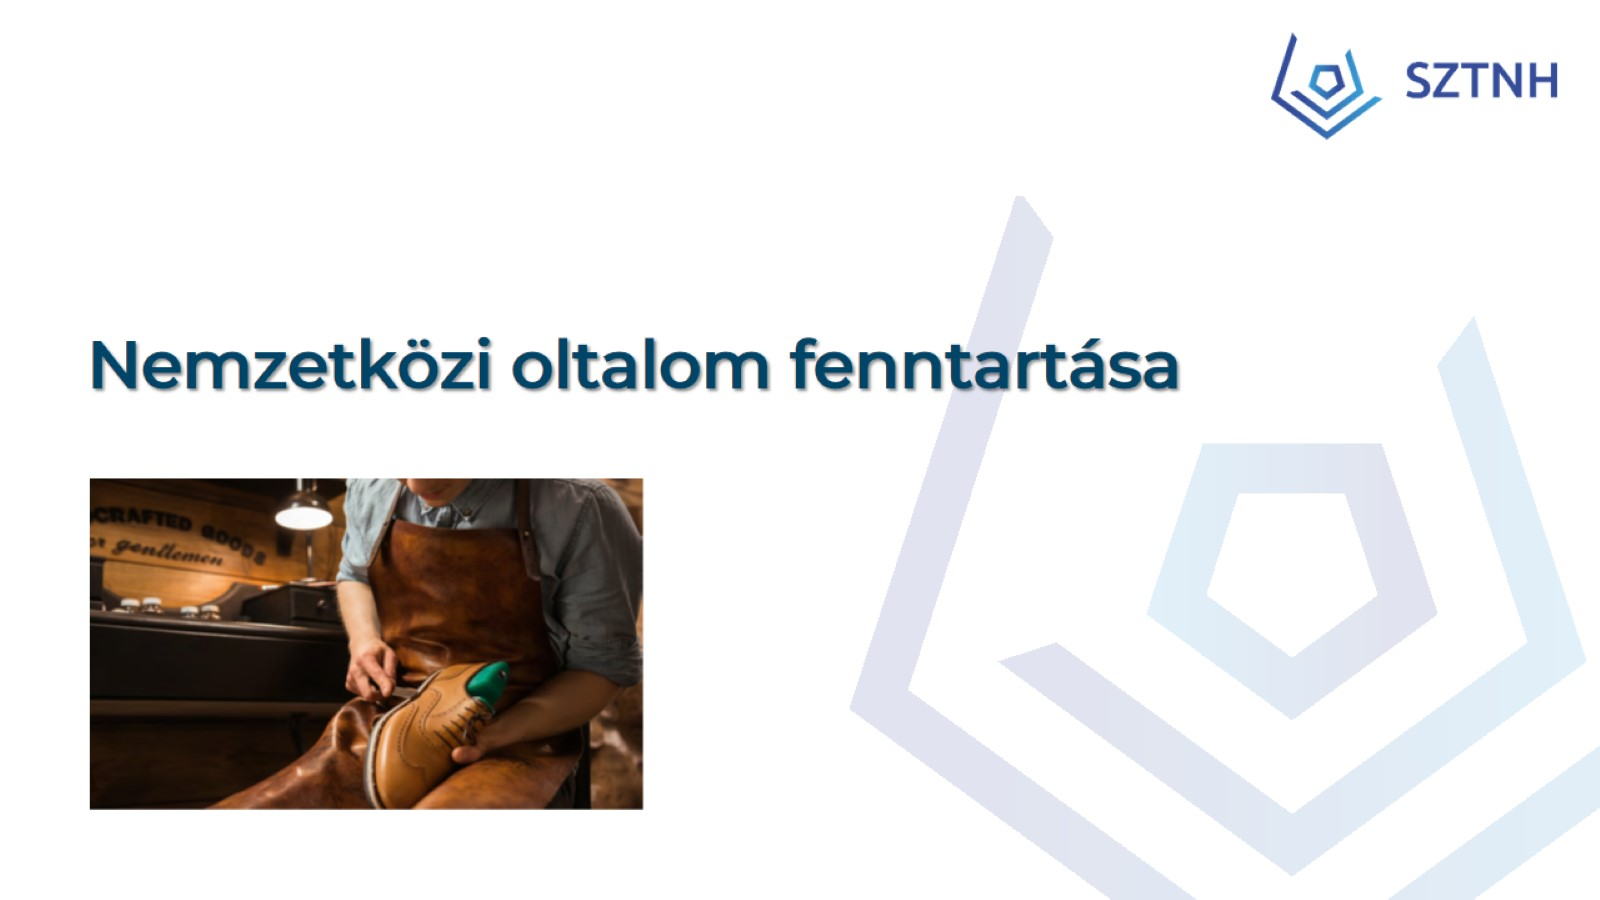 SZTNH
Nemzetközi oltalom fenntartása
CRAFTED GOODS
gentlemen